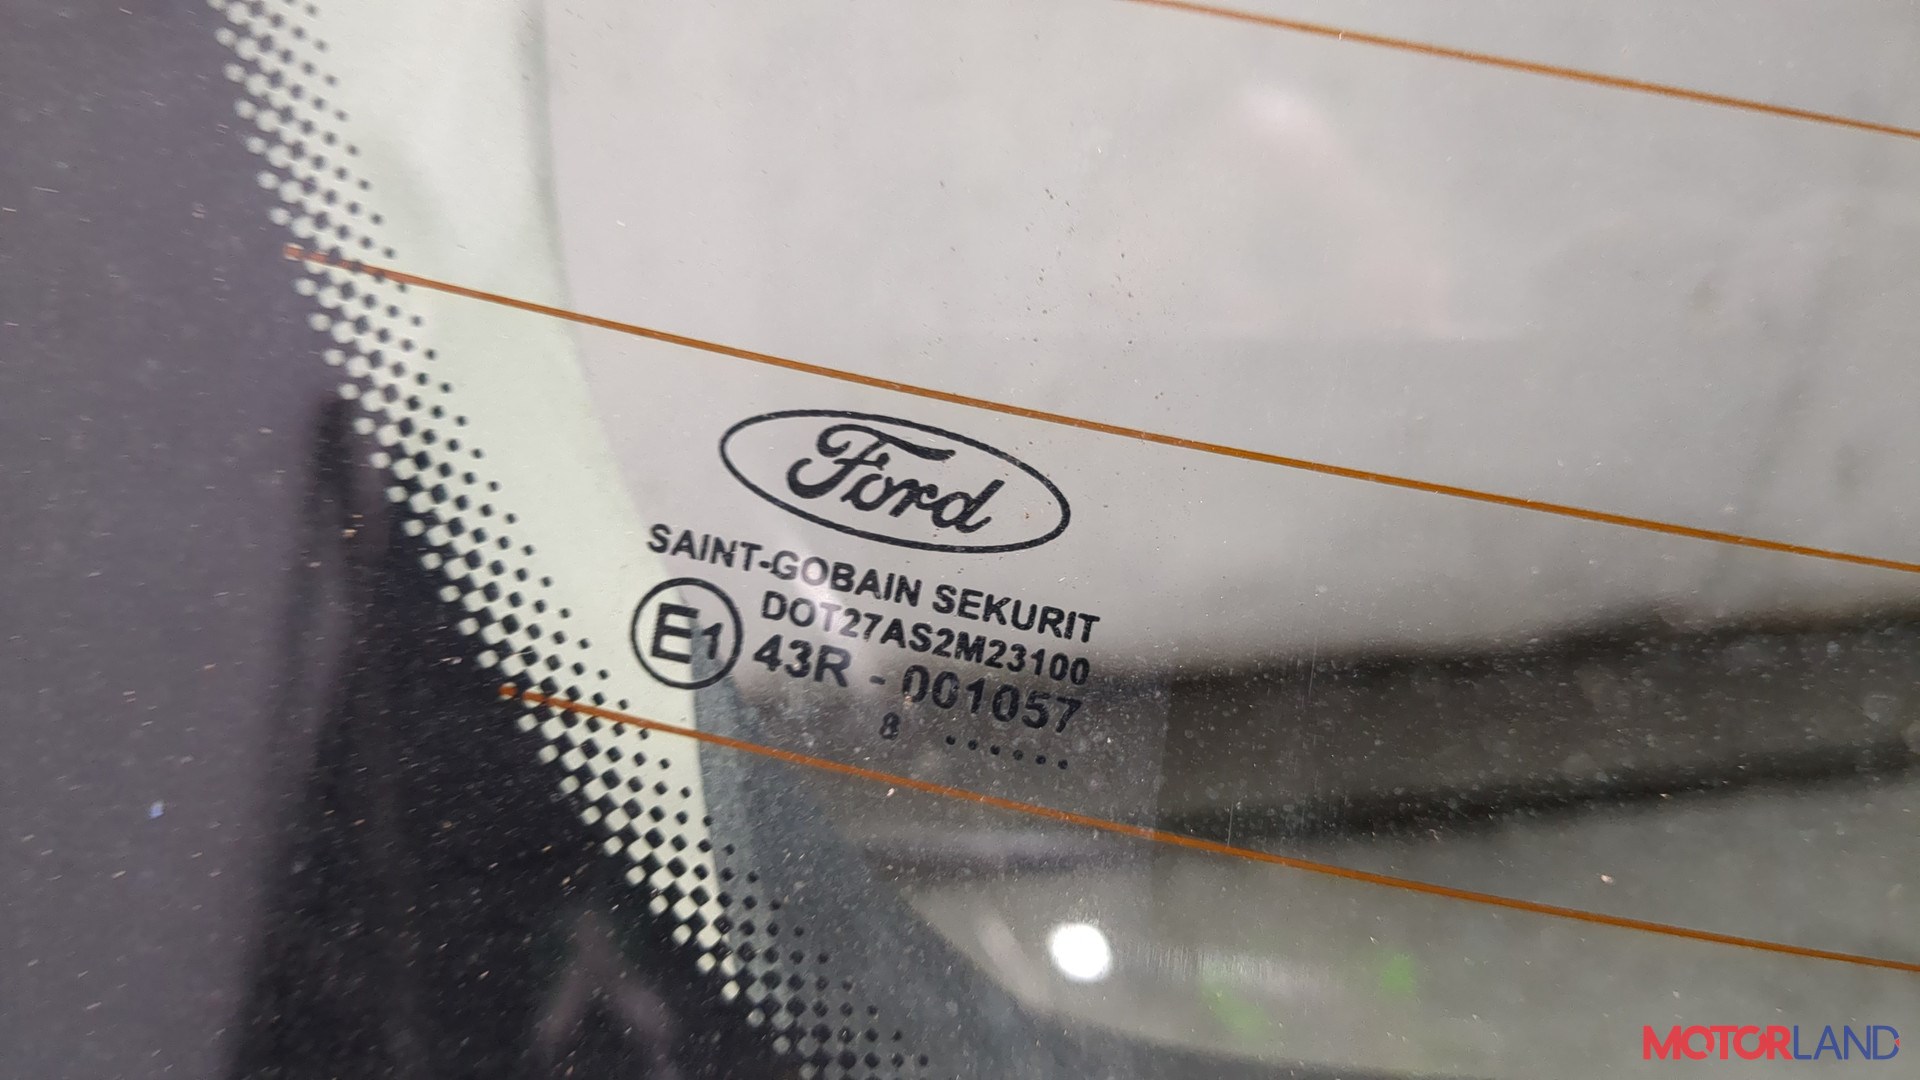 Ford
SAINT-GOBAIN SEKURIT
DOT27AS2M23100
E1 43R - 001057
8 ......
MOTORLAND